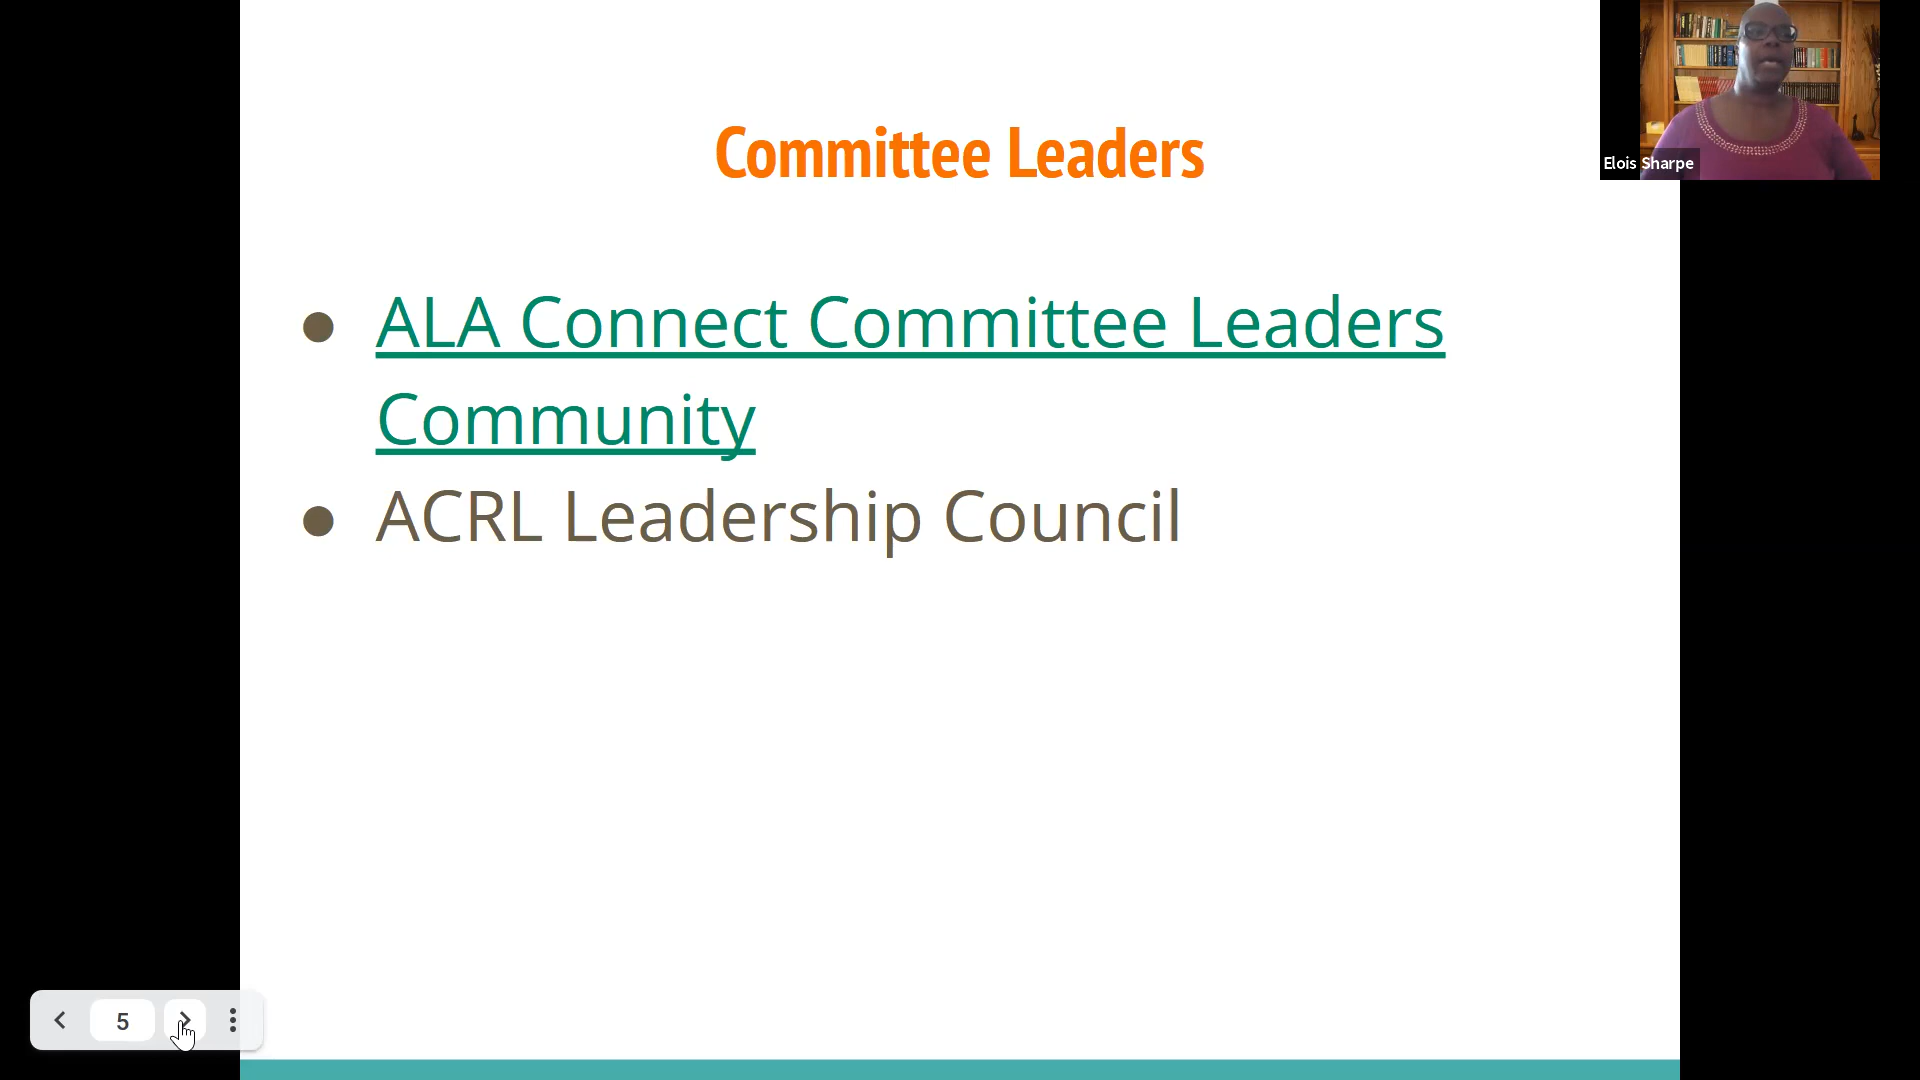 Committee Leaders
Elois Sharpe
● ALA Connect Committee Leaders
Community
● ACRL Leadership Council
5